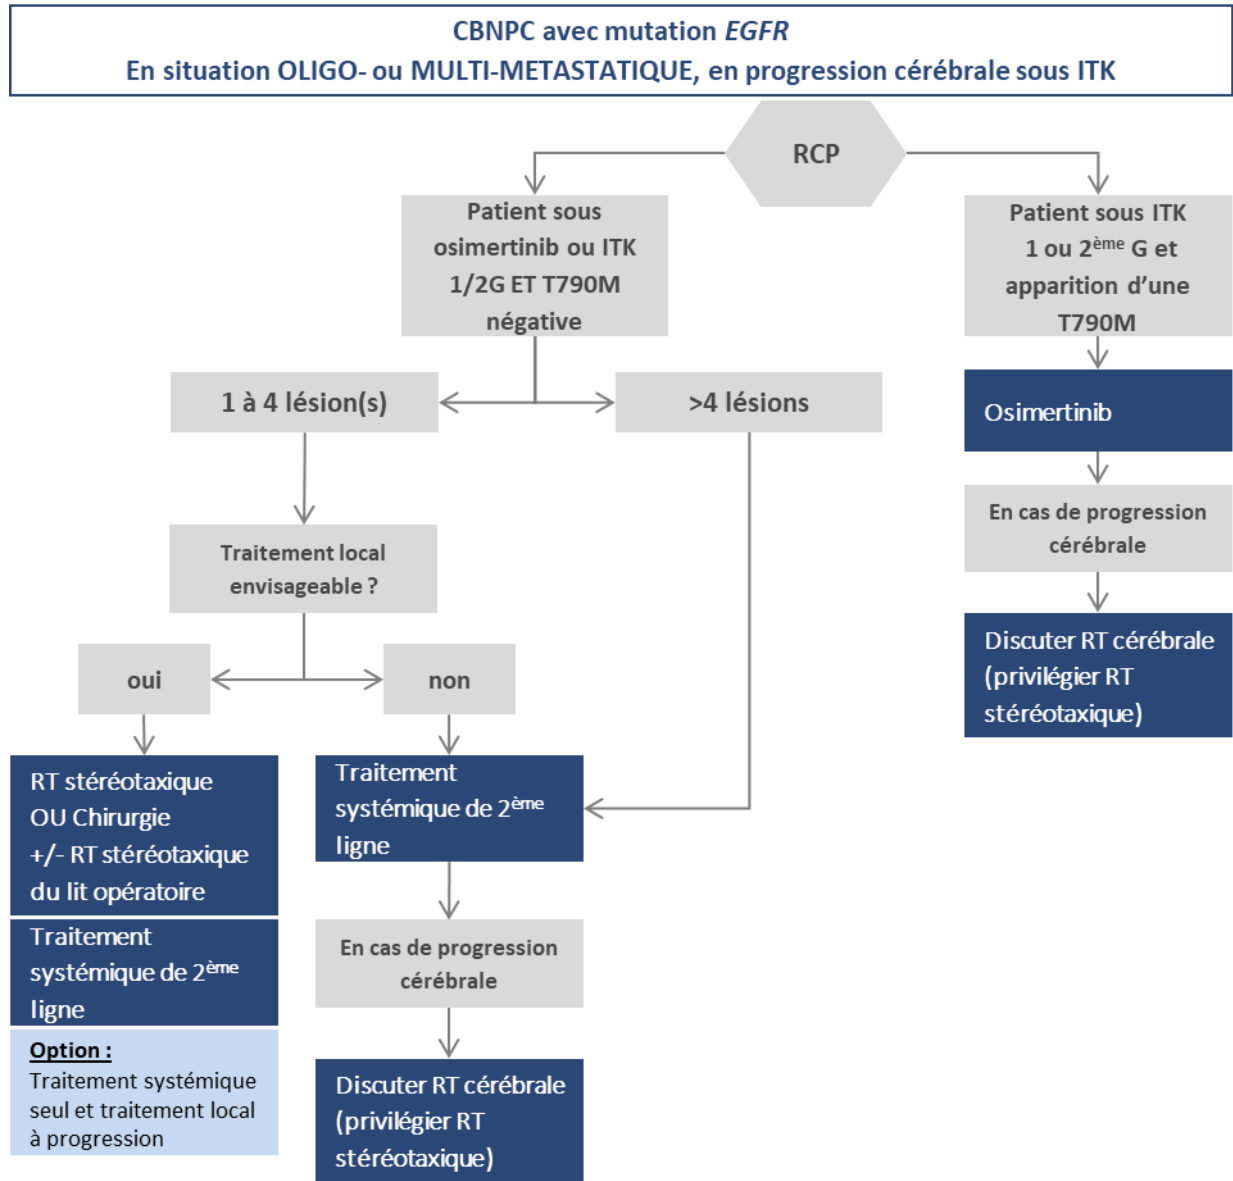 CBNPC avec mutation EGFR
En situation OLIGO- ou MULTI-METASTATIQUE, en progression cérébrale sous ITK
RCP
Patient sous
osimertinib ou ITK
1/2G ET T790M
négative
Patient sous ITK
1 ou 2ème G et
apparition d’une
T790M
1 à 4 lésion(s)
>4 lésions
Osimertinib
En cas de progression
cérébrale
Traitement local
envisageable ?
Discuter RT cérébrale
(privilégier RT
stéréotaxique)
oui
non
RT stéréotaxique
OU Chirurgie
+/- RT stéréotaxique
du lit opératoire
Traitement
systémique de 2ème
ligne
Option :
Traitement systémique
seul et traitement local
à progression
Traitement
systémique de 2ème
ligne
En cas de progression
cérébrale
Discuter RT cérébrale
(privilégier RT
stéréotaxique)